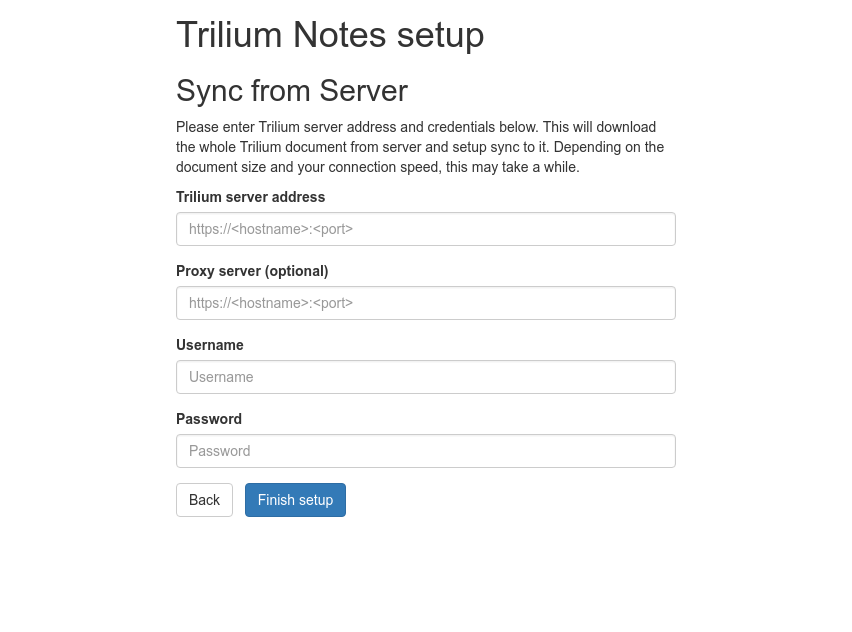 Trilium Notes setup
Sync from Server
Please enter Trilium server address and credentials below. This will download
the whole Trilium document from server and setup sync to it. Depending on the
document size and your connection speed, this may take a while.
Trilium server address
https://<hostname>:<port>
Proxy server (optional)
https://<hostname>:<port>
Username
Username
Password
Password
Back Finish setup